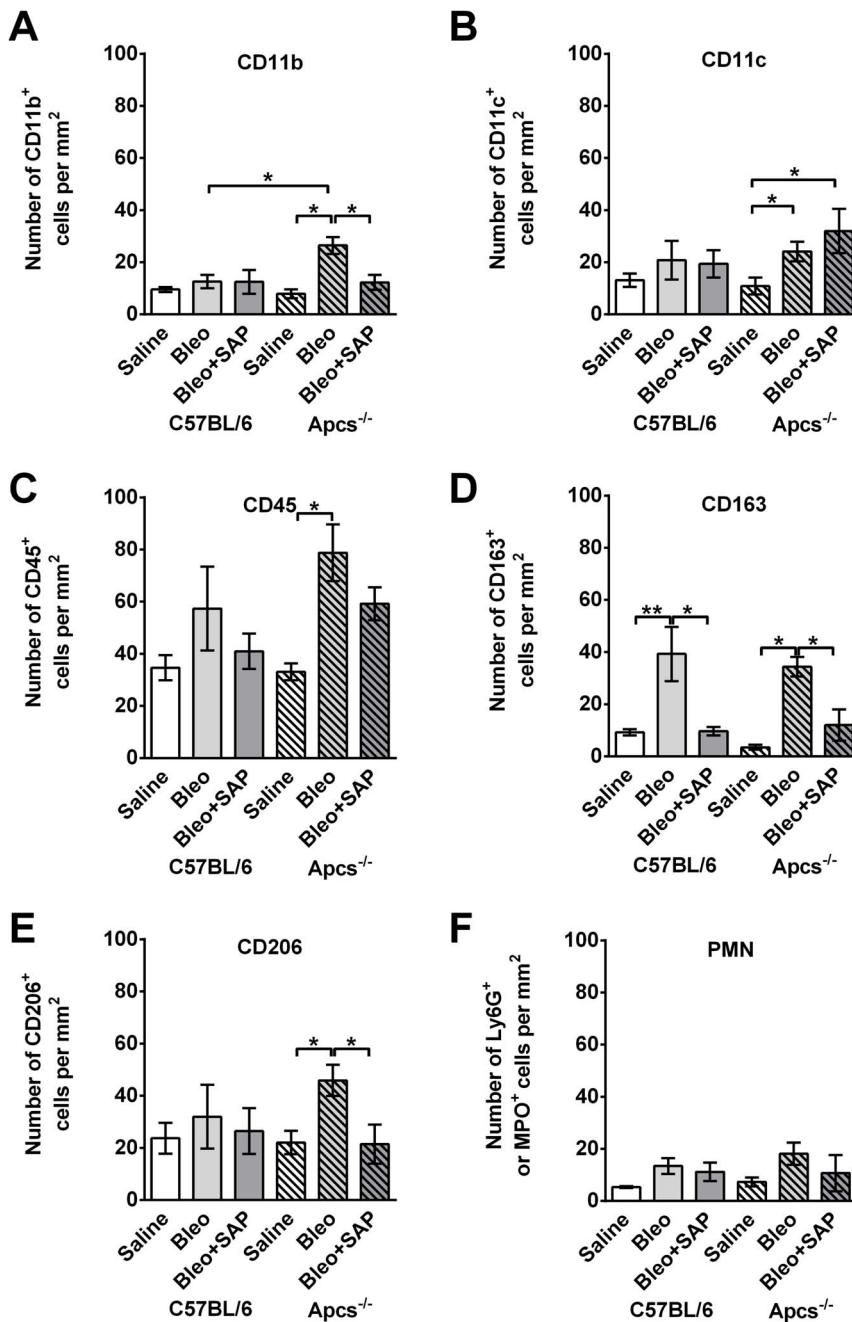 A
CD11b
Number of CD11b⁺
cells per mm²
100
80
60
40
20
0
*
*
*
Saline
Bleo
Bleo+SAP
Saline
Bleo
Bleo+SAP
C57BL/6
Apcs⁻/⁻
B
CD11c
Number of CD11c⁺
cells per mm²
100
80
60
40
20
0
*
*
Saline
Bleo
Bleo+SAP
Saline
Bleo
Bleo+SAP
C57BL/6
Apcs⁻/⁻
C
CD45
Number of CD45⁺
cells per mm²
100
80
60
40
20
0
*
Saline
Bleo
Bleo+SAP
Saline
Bleo
Bleo+SAP
C57BL/6
Apcs⁻/⁻
D
CD163
Number of CD163⁺
cells per mm²
100
80
60
40
20
0
**
*
*
*
Saline
Bleo
Bleo+SAP
Saline
Bleo
Bleo+SAP
C57BL/6
Apcs⁻/⁻
E
CD206
Number of CD206⁺
cells per mm²
100
80
60
40
20
0
*
*
Saline
Bleo
Bleo+SAP
Saline
Bleo
Bleo+SAP
C57BL/6
Apcs⁻/⁻
F
PMN
Number of Ly6G⁺
or MPO⁺ cells per mm²
100
80
60
40
20
0
Saline
Bleo
Bleo+SAP
Saline
Bleo
Bleo+SAP
C57BL/6
Apcs⁻/⁻